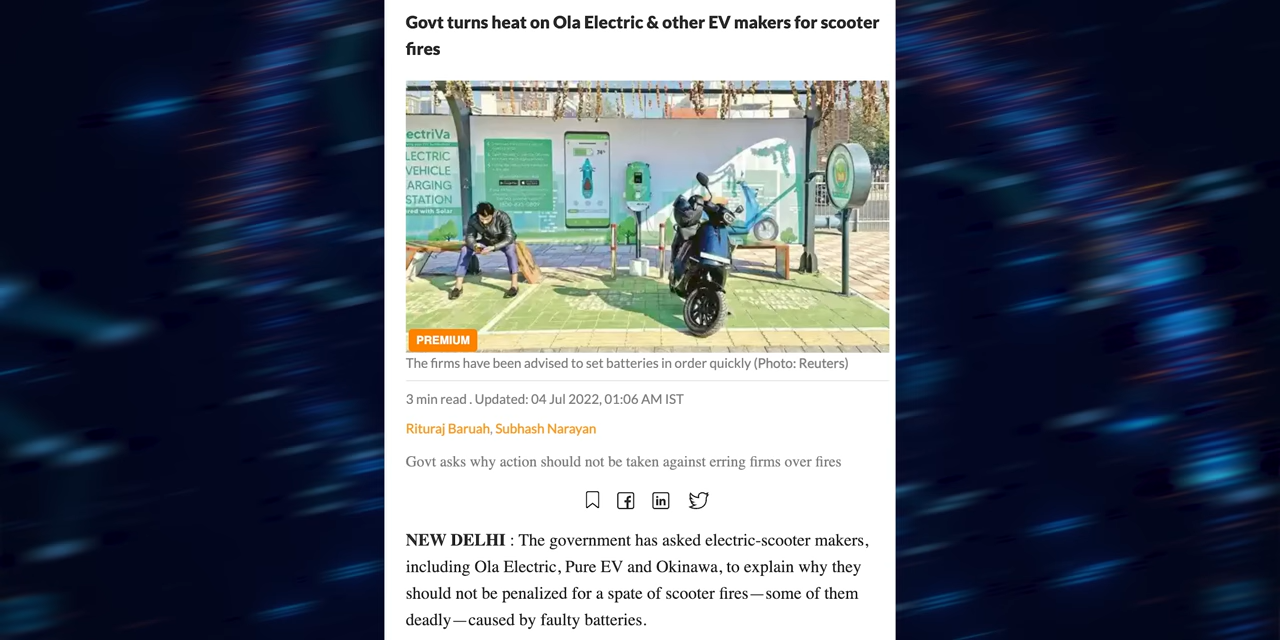 Govt turns heat on Ola Electric & other EV makers for scooter
fires
ectriVa
LECTRIC
VEHICLE
ARGING
STATION
red with Solar
PREMIUM
The firms have been advised to set batteries in order quickly (Photo: Reuters)
3 min read . Updated: 04 Jul 2022, 01:06 AM IST
Rituraj Baruah, Subhash Narayan
Govt asks why action should not be taken against erring firms over fires
NEW DELHI : The government has asked electric-scooter makers,
including Ola Electric, Pure EV and Okinawa, to explain why they
should not be penalized for a spate of scooter fires—some of them
deadly—caused by faulty batteries.